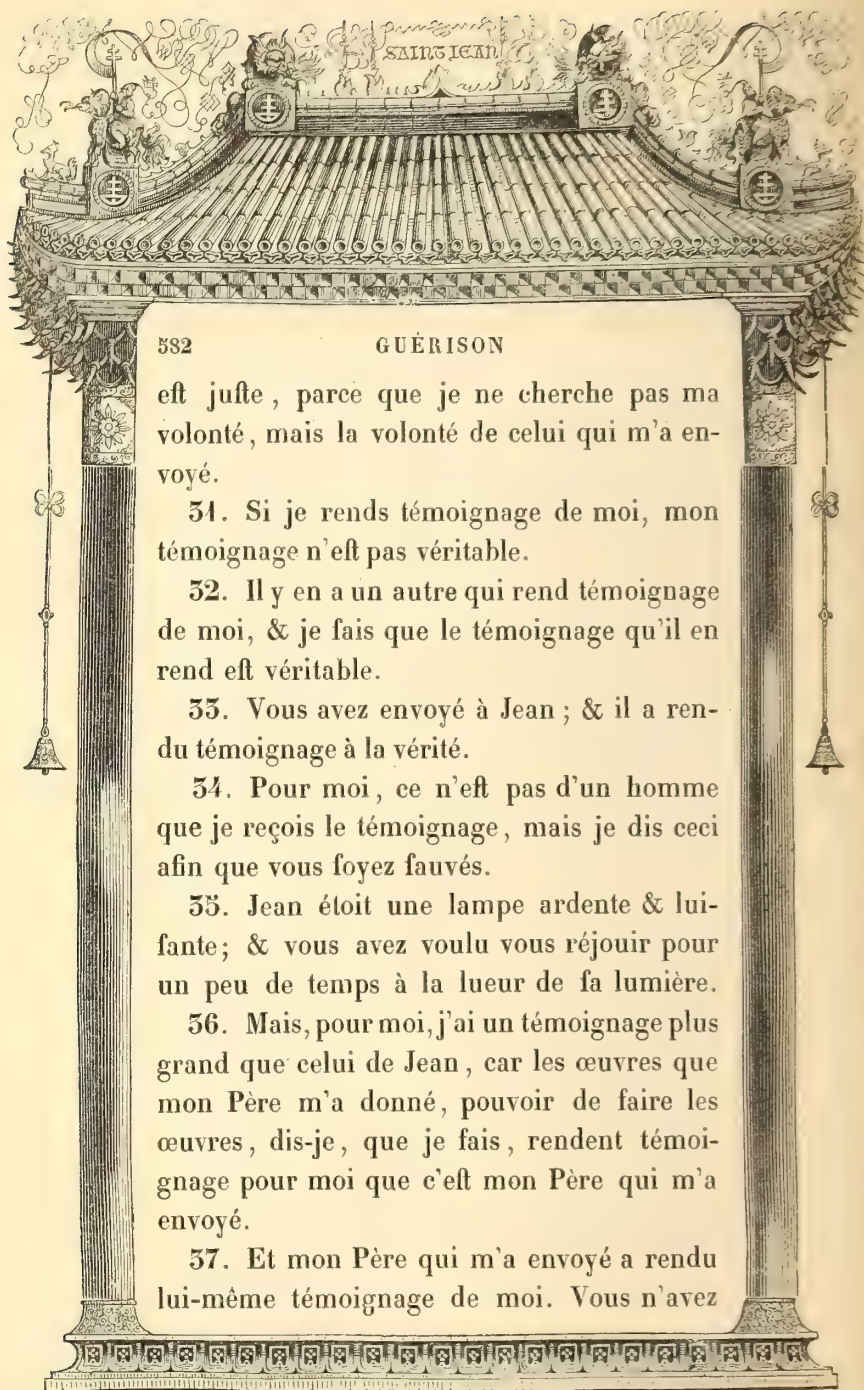 SAINT JEAN
382 GUÉRISON
eſt juſte, parce que je ne cherche pas ma
volonté, mais la volonté de celui qui m'a en-
voyé.
31. Si je rends témoignage de moi, mon
témoignage n'eſt pas véritable.
32. Il y en a un autre qui rend témoignage
de moi, & je ſais que le témoignage qu'il en
rend eſt véritable.
33. Vous avez envoyé à Jean ; & il a ren-
du témoignage à la vérité.
34. Pour moi, ce n'eſt pas d'un homme
que je reçois le témoignage, mais je dis ceci
afin que vous ſoyez ſauvés.
35. Jean étoit une lampe ardente & lui-
ſante ; & vous avez voulu vous réjouir pour
un peu de temps à la lueur de ſa lumière.
36. Mais, pour moi, j'ai un témoignage plus
grand que celui de Jean, car les œuvres que
mon Père m'a donné, pouvoir de faire les
œuvres, dis-je, que je fais, rendent témoi-
gnage pour moi que c'eſt mon Père qui m'a
envoyé.
37. Et mon Père qui m'a envoyé a rendu
lui-même témoignage de moi. Vous n'avez